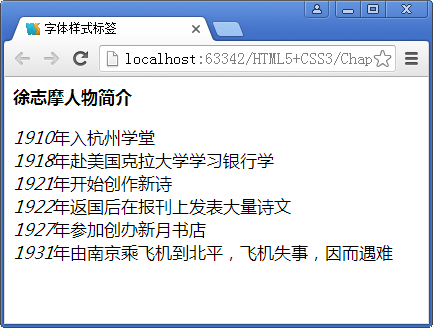 字体样式标签
localhost:63342/HTML5+CSS3/Chap
徐志摩人物简介
1910年入杭州学堂
1918年赴美国克拉大学学习银行学
1921年开始创作新诗
1922年返国后在报刊上发表大量诗文
1927年参加创办新月书店
1931年由南京乘飞机到北平，飞机失事，因而遇难